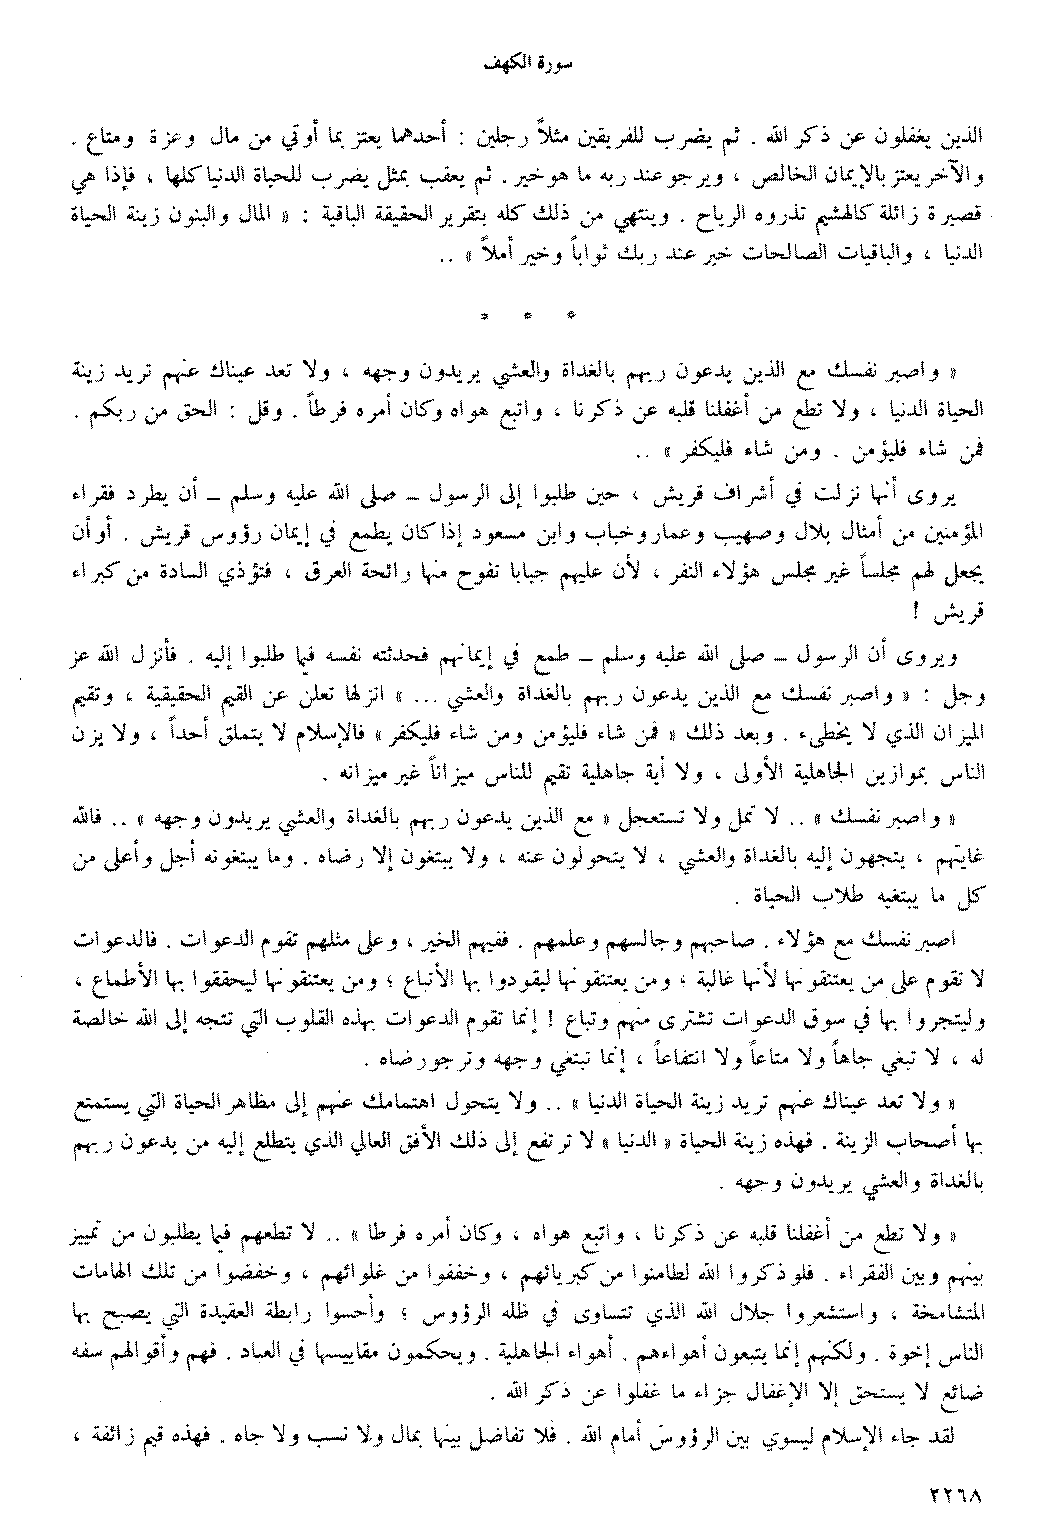 سورة الكهف
الذين يغفلون عن ذكر الله . ثم يضرب للفريقين مثلاً رجلين : أحدهما يعتز بما أوتي من مال وعزة ومتاع .
والآخر يعتز بالإيمان الخالص ، ويرجو عند ربه ما هو خير . ثم يعقب بمثل يضرب للحياة الدنيا كلها ، فإذا هي
قصيرة زائلة كالهشيم تذروه الرياح . وينتهي من ذلك كله بتقرير الحقيقة الباقية : « المال والبنون زينة الحياة
الدنيا ، والباقيات الصالحات خير عند ربك ثواباً وخير أملاً » ..
* * *
« واصبر نفسك مع الذين يدعون ربهم بالغداة والعشي يريدون وجهه ، ولا تعد عيناك عنهم تريد زينة
الحياة الدنيا ، ولا تطع من أغفلنا قلبه عن ذكرنا ، واتبع هواه وكان أمره فرطاً . وقل : الحق من ربكم .
فمن شاء فليؤمن . ومن شاء فليكفر » ..
يروى أنها نزلت في أشراف قريش ، حين طلبوا إلى الرسول – صلى الله عليه وسلم – أن يطرد فقراء
المؤمنين من أمثال بلال وصهيب وعمار وخباب وابن مسعود إذا كان يطمع في إيمان رؤوس قريش . أو أن
يجعل لهم مجلساً غير مجلس هؤلاء النفر ، لأن عليهم جبابا تفوح منها رائحة العرق ، فتؤذي السادة من كبراء
قريش !
ويروى أن الرسول – صلى الله عليه وسلم – طمع في إيمانهم فحدثته نفسه فيما طلبوا إليه . فأنزل الله عز
وجل : « واصبر نفسك مع الذين يدعون ربهم بالغداة والعشي ... » انزلها تعلن عن القيم الحقيقية ، وتقيم
الميزان الذي لا يخطىء . وبعد ذلك « فمن شاء فليؤمن ومن شاء فليكفر » فالإسلام لا يتملق أحداً ، ولا يزن
الناس بموازين الجاهلية الأولى ، ولا أية جاهلية تقيم للناس ميزاناً غير ميزانه .
« واصبر نفسك » .. لا تمل ولا تستعجل « مع الذين يدعون ربهم بالغداة والعشي يريدون وجهه » .. فالله
غايتهم ، يتجهون إليه بالغداة والعشي ، لا يتحولون عنه ، ولا يبتغون إلا رضاه . وما يبتغونه أجل وأعلى من
كل ما يبتغيه طلاب الحياة .
اصبر نفسك مع هؤلاء . صاحبهم وجالسهم وعلمهم . ففيهم الخير ، وعلى مثلهم تقوم الدعوات . فالدعوات
لا تقوم على من يعتنقونها لأنها غالبة ؛ ومن يعتنقونها ليقودوا بها الأتباع ؛ ومن يعتنقونها ليحققوا بها الأطماع ،
وليتجروا بها في سوق الدعوات تشترى منهم وتباع ! إنما تقوم الدعوات بهذه القلوب التي تتجه إلى الله خالصة
له ، لا تبغي جاهاً ولا متاعاً ولا انتفاعاً ، إنما تبتغي وجهه وترجو رضاه .
« ولا تعد عيناك عنهم تريد زينة الحياة الدنيا » .. ولا يتحول اهتمامك عنهم إلى مظاهر الحياة التي يستمتع
بها أصحاب الزينة . فهذه زينة الحياة « الدنيا » لا ترتفع إلى ذلك الأفق العالي الذي يتطلع إليه من يدعون ربهم
بالغداة والعشي يريدون وجهه .
« ولا تطع من أغفلنا قلبه عن ذكرنا ، واتبع هواه ، وكان أمره فرطا » .. لا تطعهم فيما يطلبون من تمييز
بينهم وبين الفقراء . فلو ذكروا الله لطامنوا من كبريائهم ، وخففوا من غلوائهم ، وخفضوا من تلك الهامات
المتشامخة ، واستشعروا جلال الله الذي تتساوى في ظله الرؤوس ؛ وأحسوا رابطة العقيدة التي يصبح بها
الناس إخوة . ولكنهم إنما يتبعون أهواءهم . أهواء الجاهلية . ويحكمون مقاييسها في العباد . فهم وأقوالهم سفه
ضائع لا يستحق إلا الإغفال جزاء ما غفلوا عن ذكر الله .
لقد جاء الإسلام ليسوي بين الرؤوس أمام الله . فلا تفاضل بينها بمال ولا نسب ولا جاه . فهذه قيم زائفة ،
٢٢٦٨